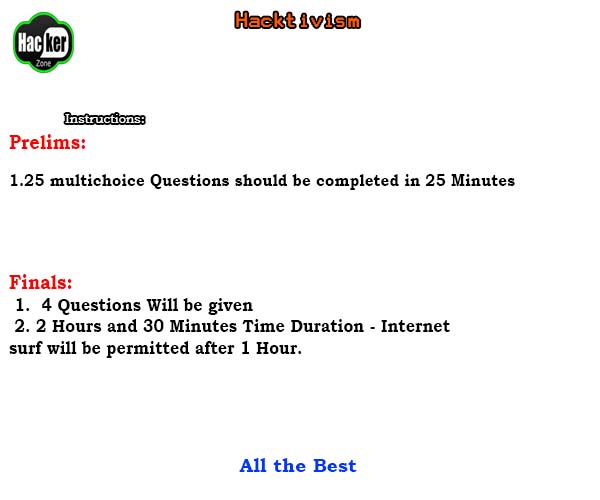 Hacktivism
Hacker
Zone
Instructions:
Prelims:
1.25 multichoice Questions should be completed in 25 Minutes
Finals:
1. 4 Questions Will be given
2. 2 Hours and 30 Minutes Time Duration - Internet
surf will be permitted after 1 Hour.
All the Best